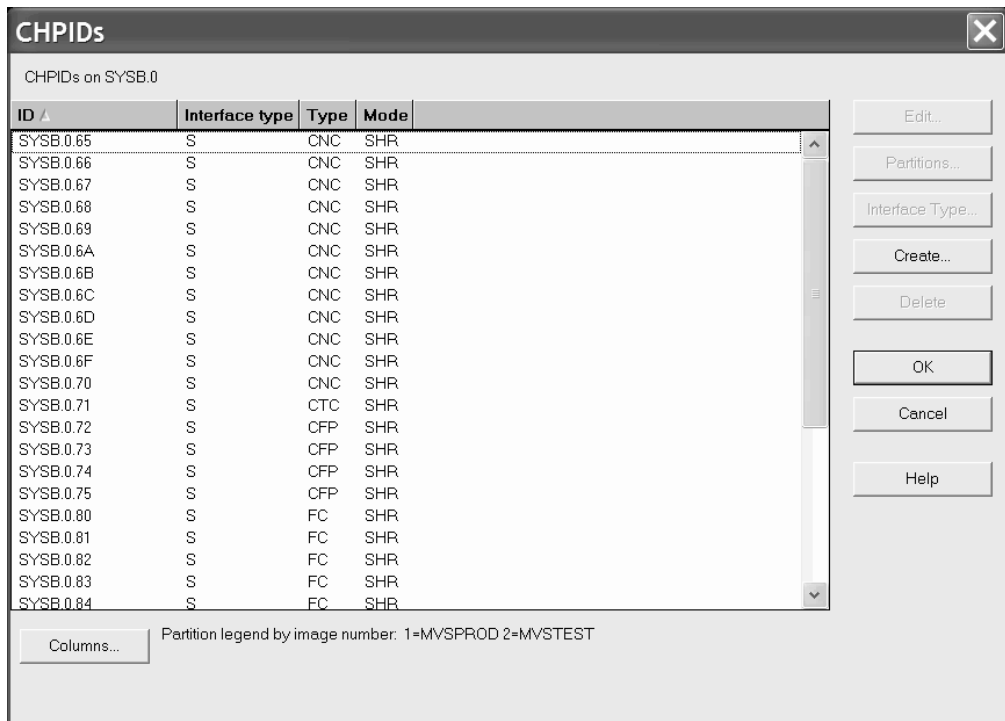 CHPIDs
CHPIDs on SYSB.0
ID Interface type Type Mode
SYSB.0.65 S CNC SHR
SYSB.0.66 S CNC SHR
SYSB.0.67 S CNC SHR
SYSB.0.68 S CNC SHR
SYSB.0.69 S CNC SHR
SYSB.0.6A S CNC SHR
SYSB.0.6B S CNC SHR
SYSB.0.6C S CNC SHR
SYSB.0.6D S CNC SHR
SYSB.0.6E S CNC SHR
SYSB.0.6F S CNC SHR
SYSB.0.70 S CNC SHR
SYSB.0.71 S CTC SHR
SYSB.0.72 S CFP SHR
SYSB.0.73 S CFP SHR
SYSB.0.74 S CFP SHR
SYSB.0.75 S CFP SHR
SYSB.0.80 S FC SHR
SYSB.0.81 S FC SHR
SYSB.0.82 S FC SHR
SYSB.0.83 S FC SHR
SYSB.0.84 S FC SHR
Edit...
Partitions...
Interface Type...
Create...
Delete
OK
Cancel
Help
Columns...
Partition legend by image number: 1=MVSPROD 2=MVSTEST